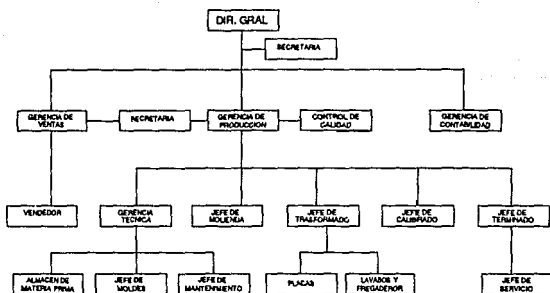 DIR. GRAL
SECRETARIA
GERENCIA DE
VENTAS
SECRETARIA
GERENCIA DE
PRODUCCION
CONTROL DE
CALIDAD
GERENCIA DE
CONTABILIDAD
VENDEDOR
GERENCIA
TECNICA
JEFE DE
MOLIENDA
JEFE DE
TRASFORMADO
JEFE DE
CALIBRADO
JEFE DE
TERMINADO
ALMACEN DE
MATERIA PRIMA
JEFE DE
MOLDES
JEFE DE
MANTENIMIENTO
PLACAS
LAVABOS Y
FREGADEROR
JEFE DE
SERVICIO